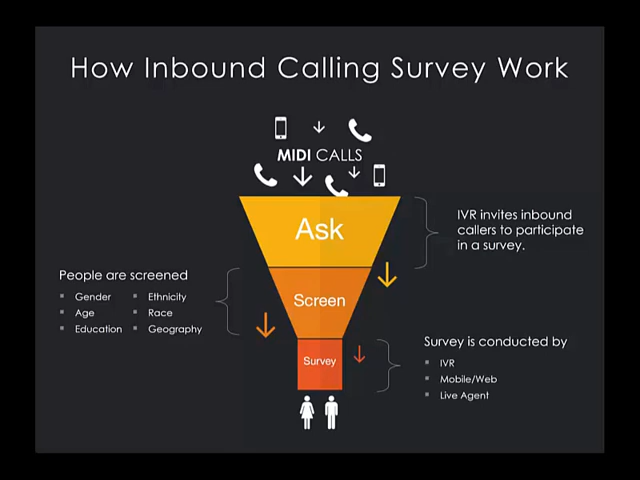 How Inbound Calling Survey Work
MIDI CALLS
Ask
IVR invites inbound
callers to participate
in a survey.
People are screened
Gender
Ethnicity
Age
Race
Education
Geography
Screen
Survey
Survey is conducted by
IVR
Mobile/Web
Live Agent